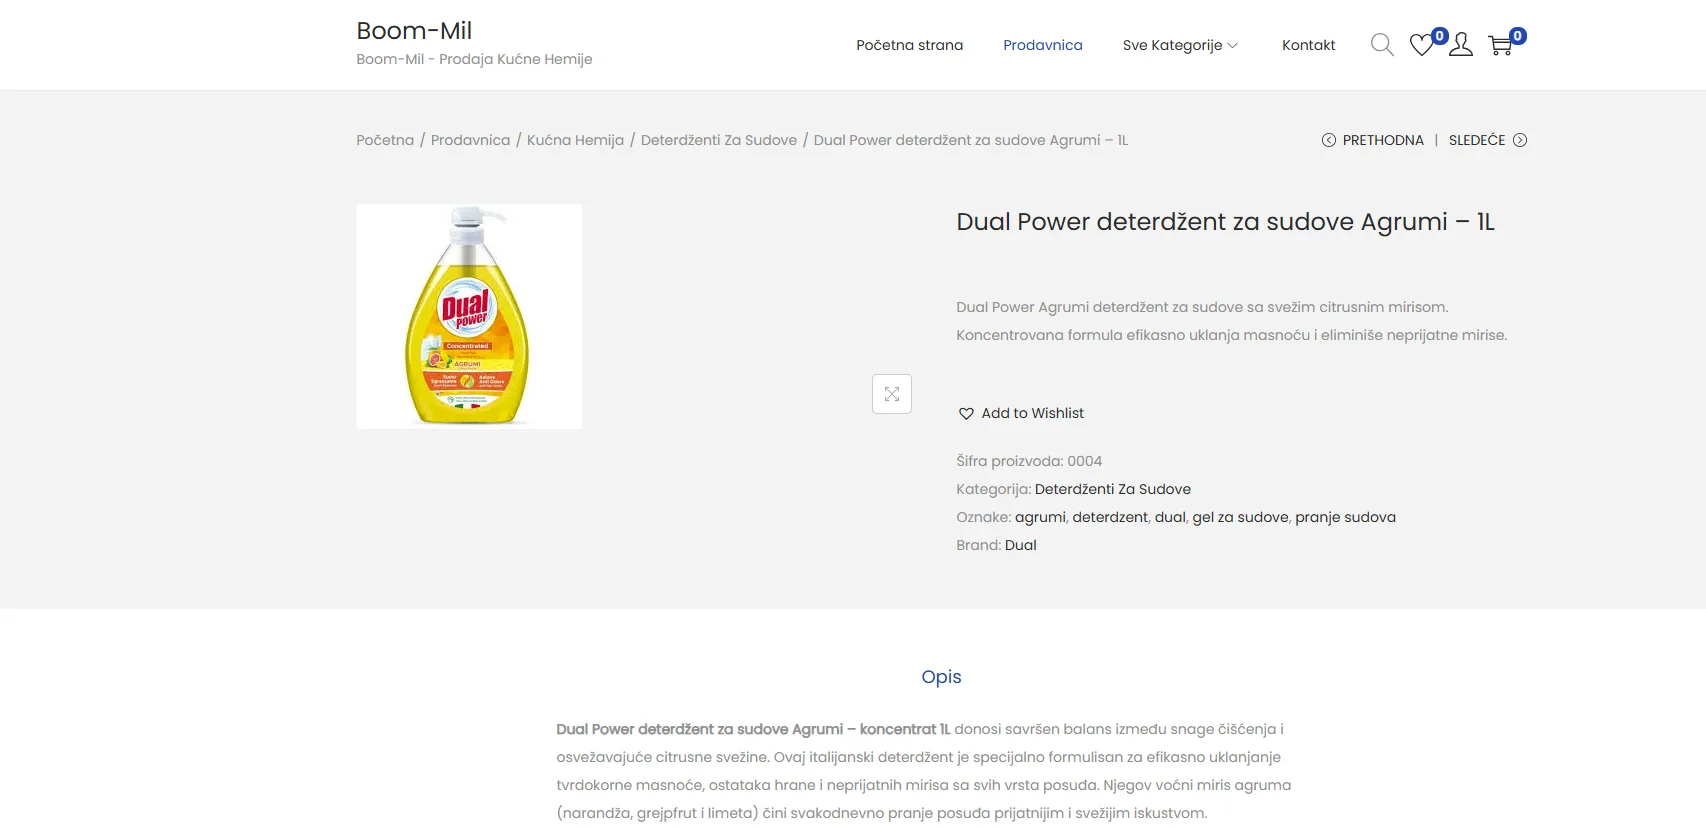 Boom-Mil
Boom-Mil - Prodaja Kućne Hemije
Početna strana
Prodavnica
Sve Kategorije
Kontakt
0
0
Početna / Prodavnica / Kućna Hemija / Deterdženti Za Sudove / Dual Power deterdžent za sudove Agrumi – 1L
PRETHODNA | SLEDEĆE
Dual
Power
Concentrated
AGRUMI
Dual Power deterdžent za sudove Agrumi – 1L
Dual Power Agrumi deterdžent za sudove sa svežim citrusnim mirisom.
Koncentrovana formula efikasno uklanja masnoću i eliminiše neprijatne mirise.
Add to Wishlist
Šifra proizvoda: 0004
Kategorija: Deterdženti Za Sudove
Oznake: agrumi, deterdzent, dual, gel za sudove, pranje sudova
Brand: Dual
Opis
Dual Power deterdžent za sudove Agrumi – koncentrat 1L donosi savršen balans između snage čišćenja i
osvežavajuće citrusne svežine. Ovaj italijanski deterdžent je specijalno formulisan za efikasno uklanjanje
tvrdokorne masnoće, ostataka hrane i neprijatnih mirisa sa svih vrsta posuđa. Njegov voćni miris agruma
(narandža, grejpfrut i limeta) čini svakodnevno pranje posuđa prijatnijim i svežijim iskustvom.